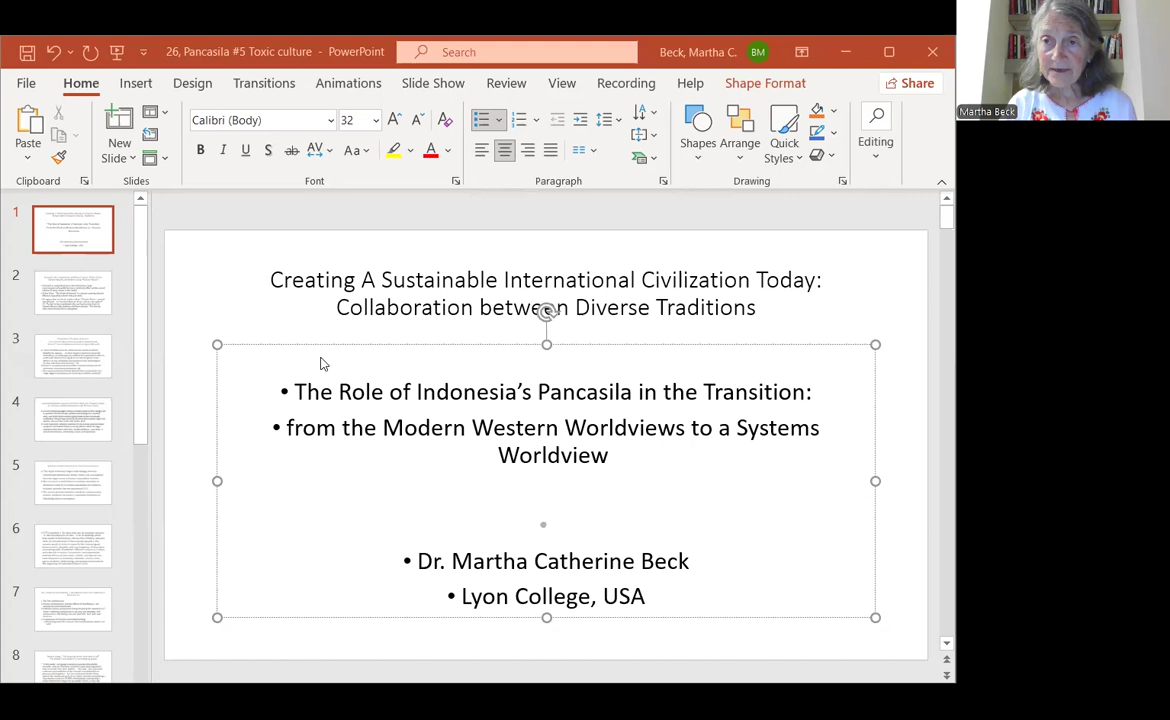 26, Pancasila #5 Toxic culture - PowerPoint
Search
Beck, Martha C.
BM
File Home Insert Design Transitions Animations Slide Show Review View Recording Help Shape Format Share
Martha Beck
Calibri (Body) 32
Paste
New Slide
Shapes Arrange Quick Styles
Editing
Clipboard Slides Font Paragraph Drawing
1
2
3
4
5
6
7
8
Creating A Sustainable International Civilization Today:
Collaboration between Diverse Traditions
• The Role of Indonesia's Pancasila in the Transition:
• from the Modern Western Worldviews to a Systems
Worldview
• Dr. Martha Catherine Beck
• Lyon College, USA